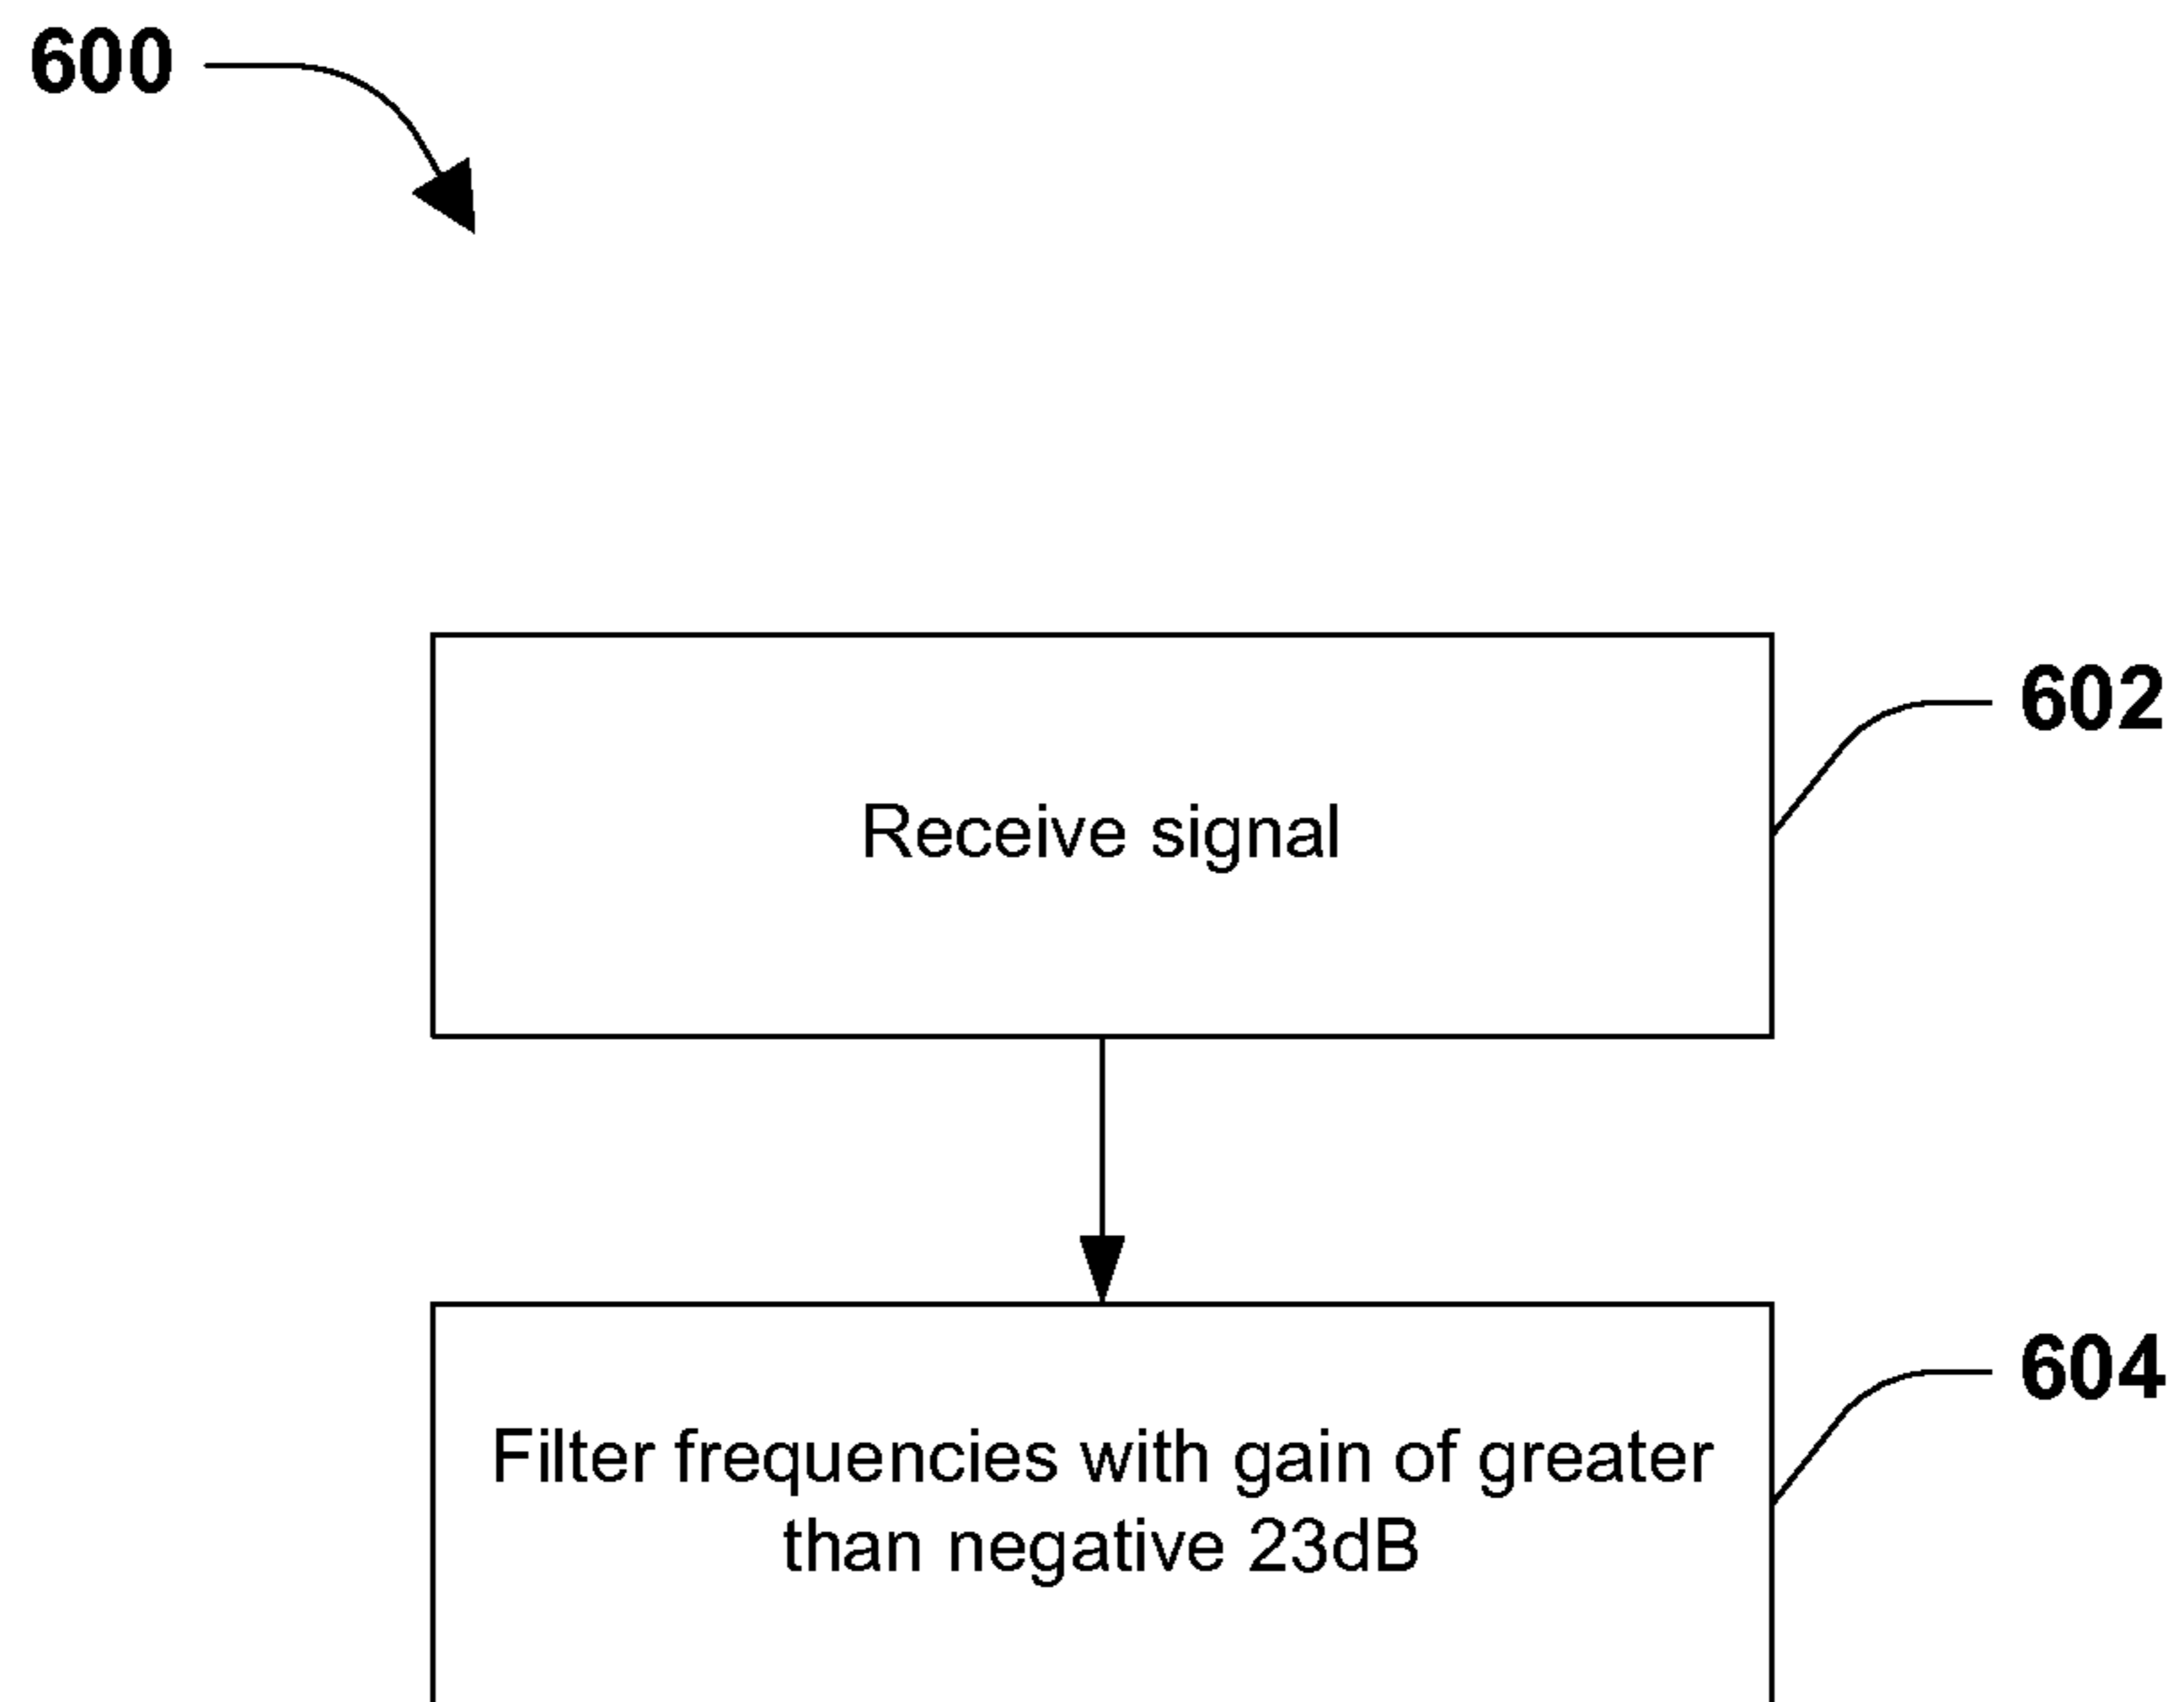 600
602
Receive signal
604
Filter frequencies with gain of greater
than negative 23dB